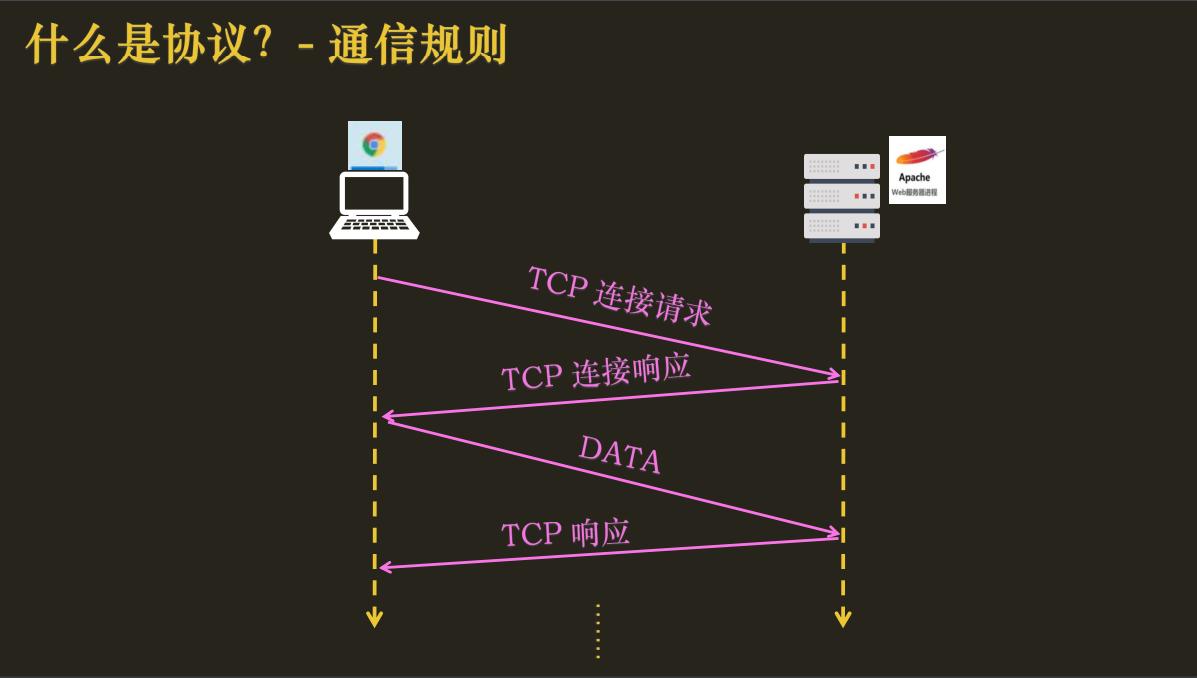 什么是协议？- 通信规则
Apache
Web服务器进程
TCP 连接请求
TCP 连接响应
DATA
TCP 响应